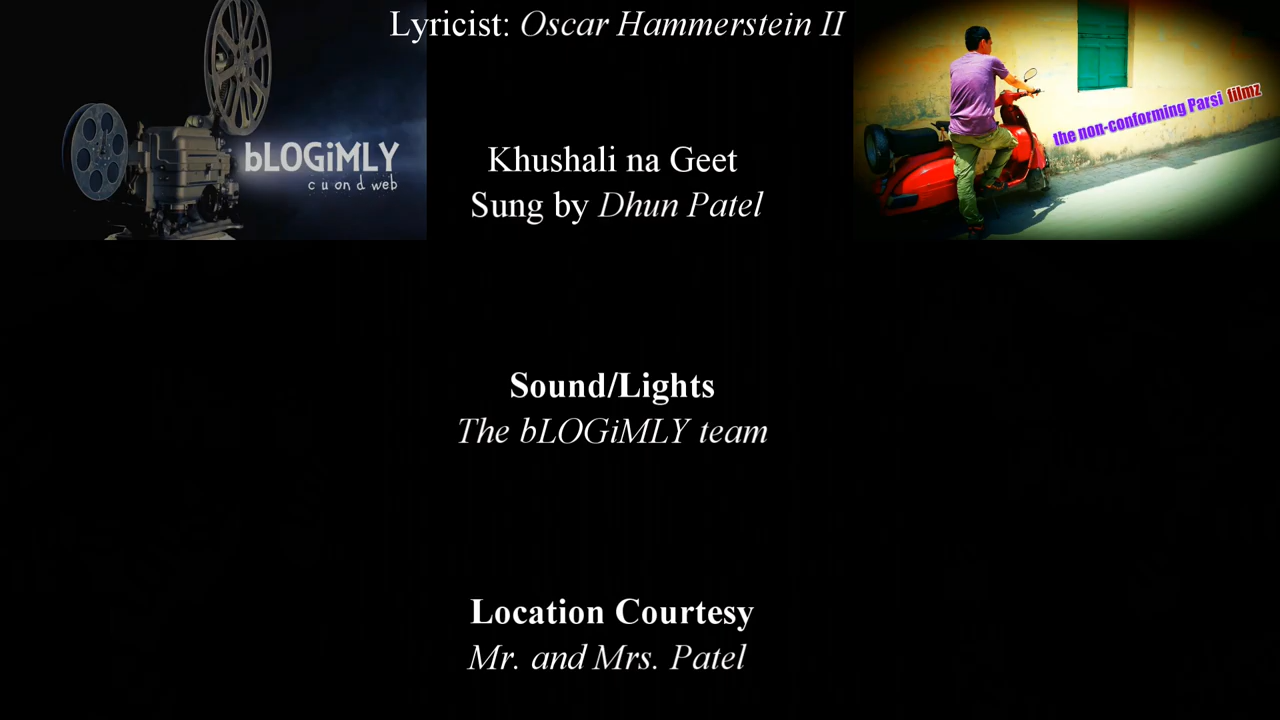 Lyricist: Oscar Hammerstein II
bLOGiMLY
c u on d web
the non-conforming Parsi filmz
Khushali na Geet
Sung by Dhun Patel
Sound/Lights
The bLOGiMLY team
Location Courtesy
Mr. and Mrs. Patel